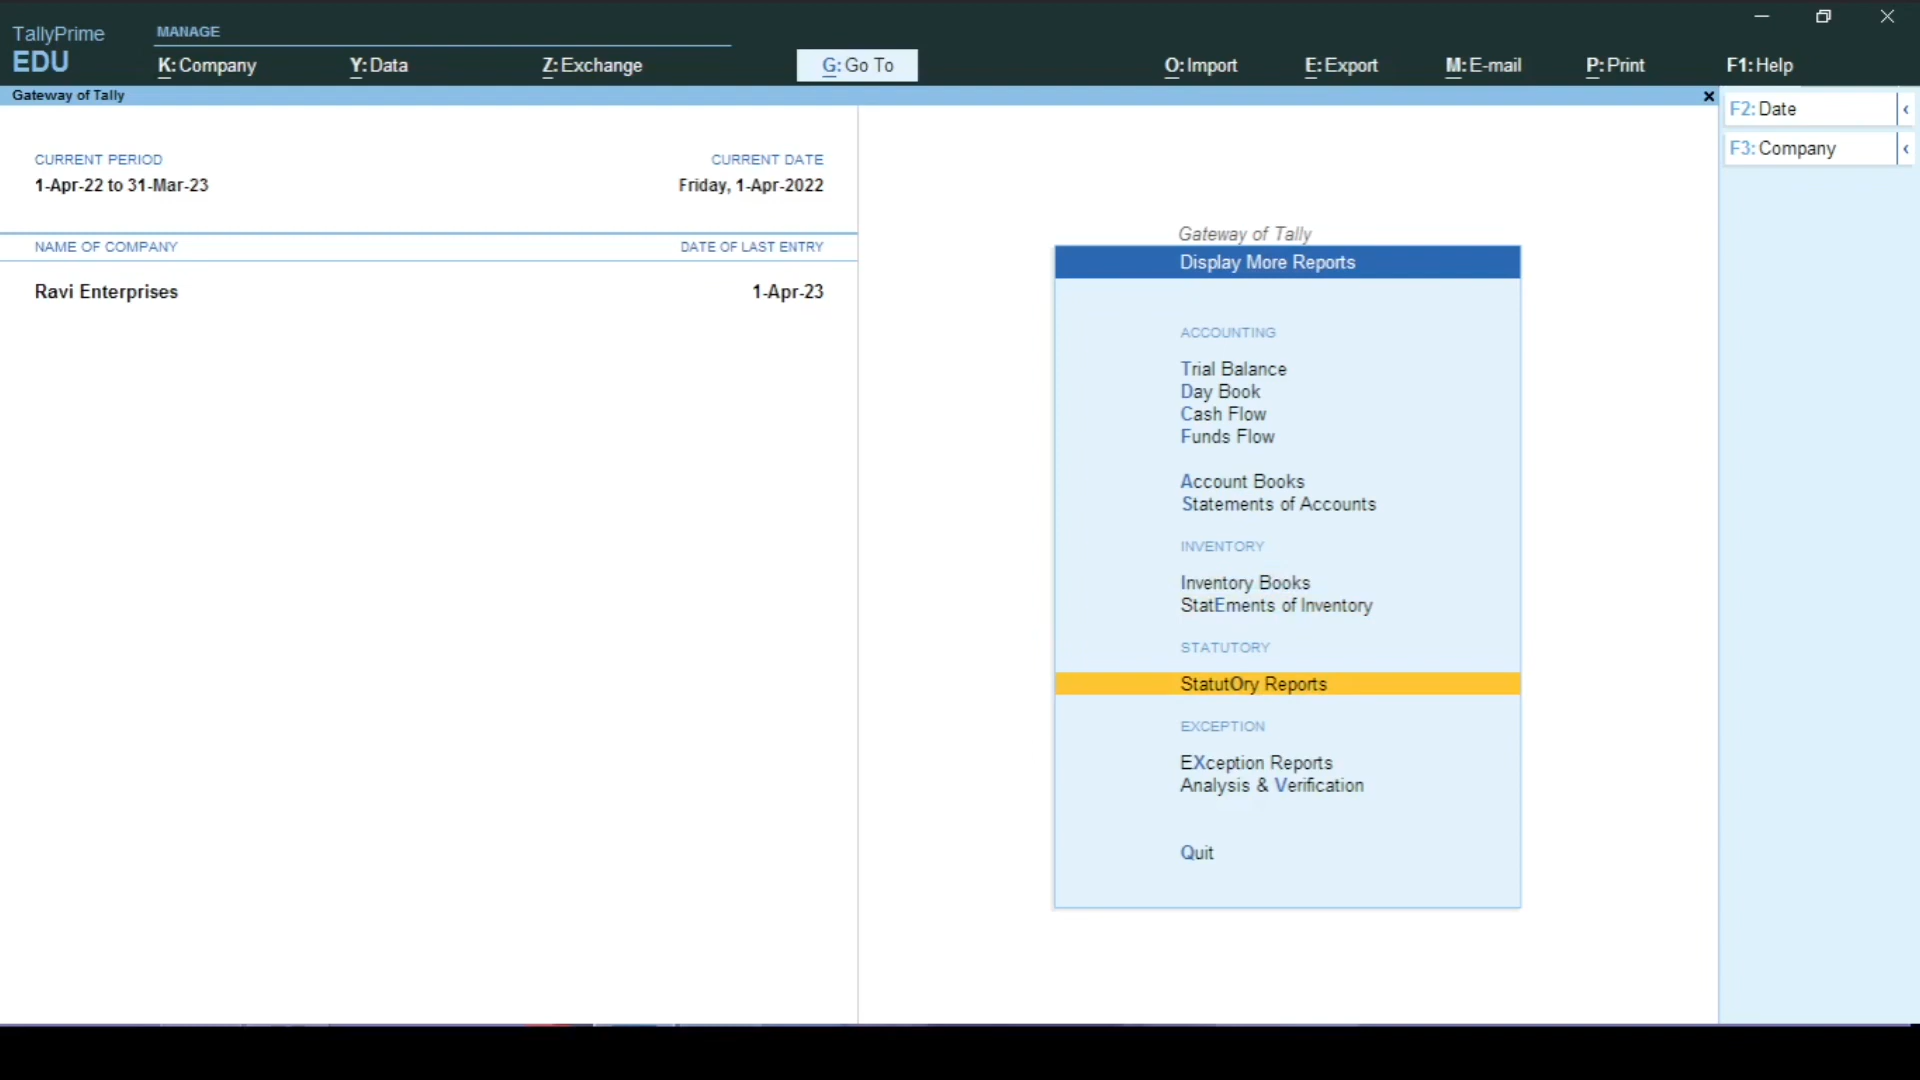 TallyPrime
EDU
MANAGE
K: Company
Y: Data
Z: Exchange
G: Go To
O: Import
E: Export
M: E-mail
P: Print
F1: Help
Gateway of Tally
F2: Date
F3: Company
CURRENT PERIOD
CURRENT DATE
1-Apr-22 to 31-Mar-23
Friday, 1-Apr-2022
NAME OF COMPANY
DATE OF LAST ENTRY
Ravi Enterprises
1-Apr-23
Gateway of Tally
Display More Reports
ACCOUNTING
Trial Balance
Day Book
Cash Flow
Funds Flow
Account Books
Statements of Accounts
INVENTORY
Inventory Books
StatEments of Inventory
STATUTORY
StatutOry Reports
EXCEPTION
EXception Reports
Analysis & Verification
Quit